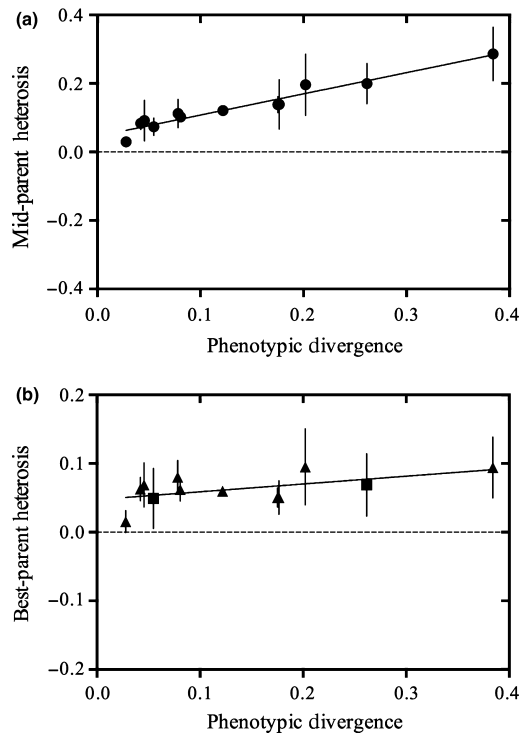 (a)
0.4
0.2
0.0
−0.2
−0.4
Mid-parent heterosis
0.0 0.1 0.2 0.3 0.4
Phenotypic divergence
(b)
0.2
0.1
0.0
−0.1
−0.2
Best-parent heterosis
0.0 0.1 0.2 0.3 0.4
Phenotypic divergence